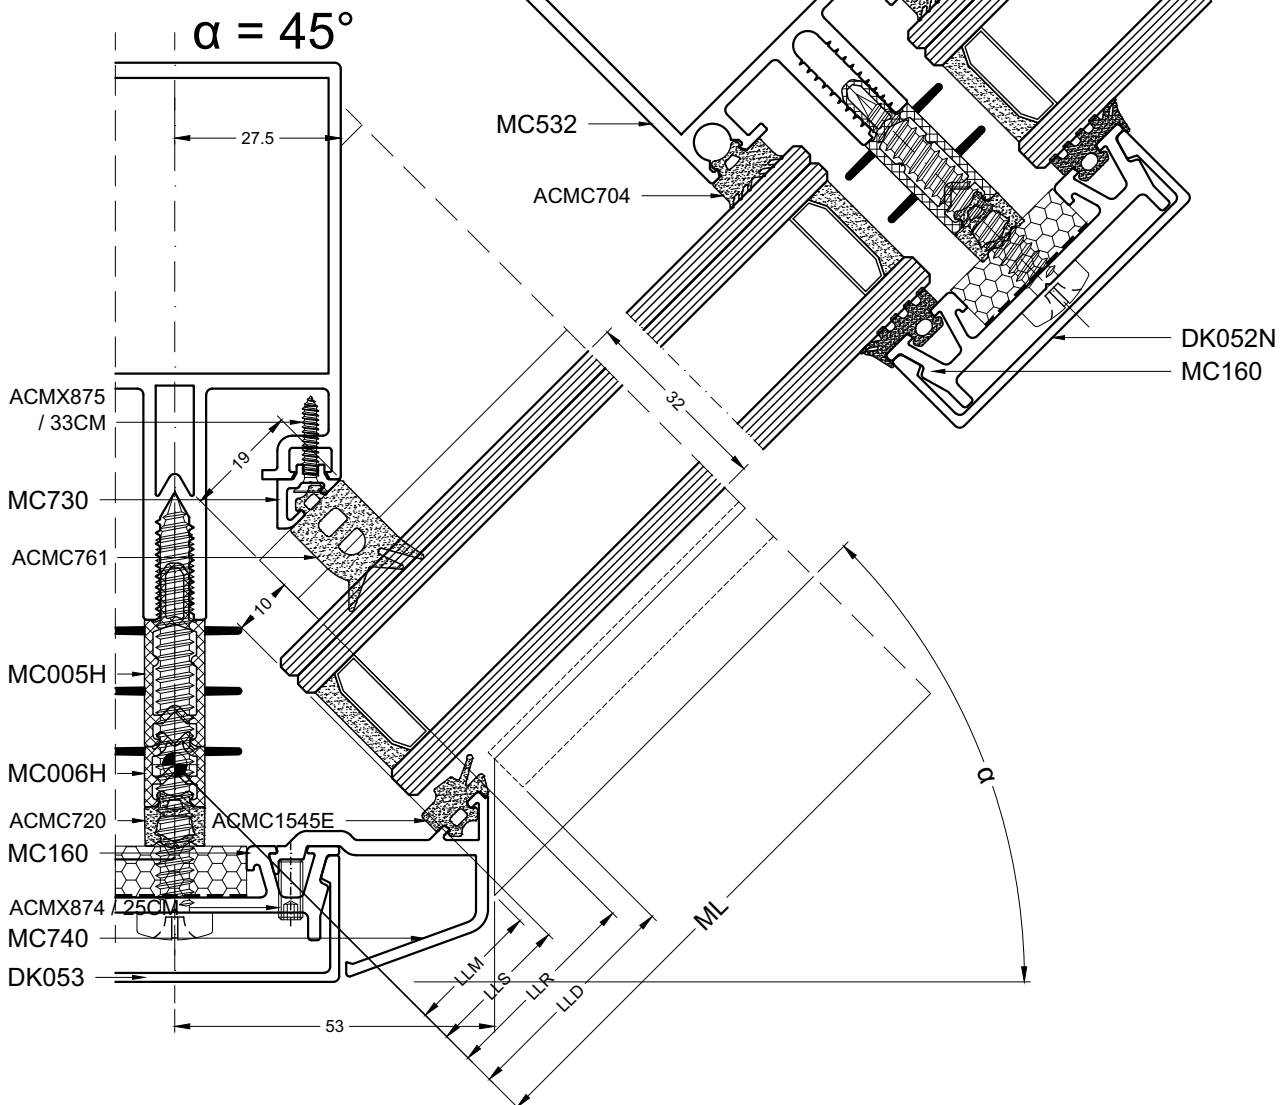 α = 45°
27.5
MC532
ACMC704
DK052N
MC160
32
ACMX875
/ 33CM
19
MC730
ACMC761
10
MC005H
MC006H
ACMC720
ACMC1545E
MC160
ACMX874 / 25CM
MC740
DK053
α
ML
LLM
LLS
LLR
LLD
53